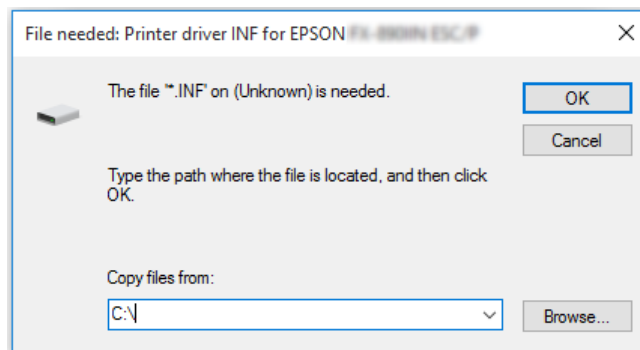 File needed: Printer driver INF for EPSON
The file '*.INF' on (Unknown) is needed.
OK
Cancel
Type the path where the file is located, and then click
OK.
Copy files from:
C:\
Browse...